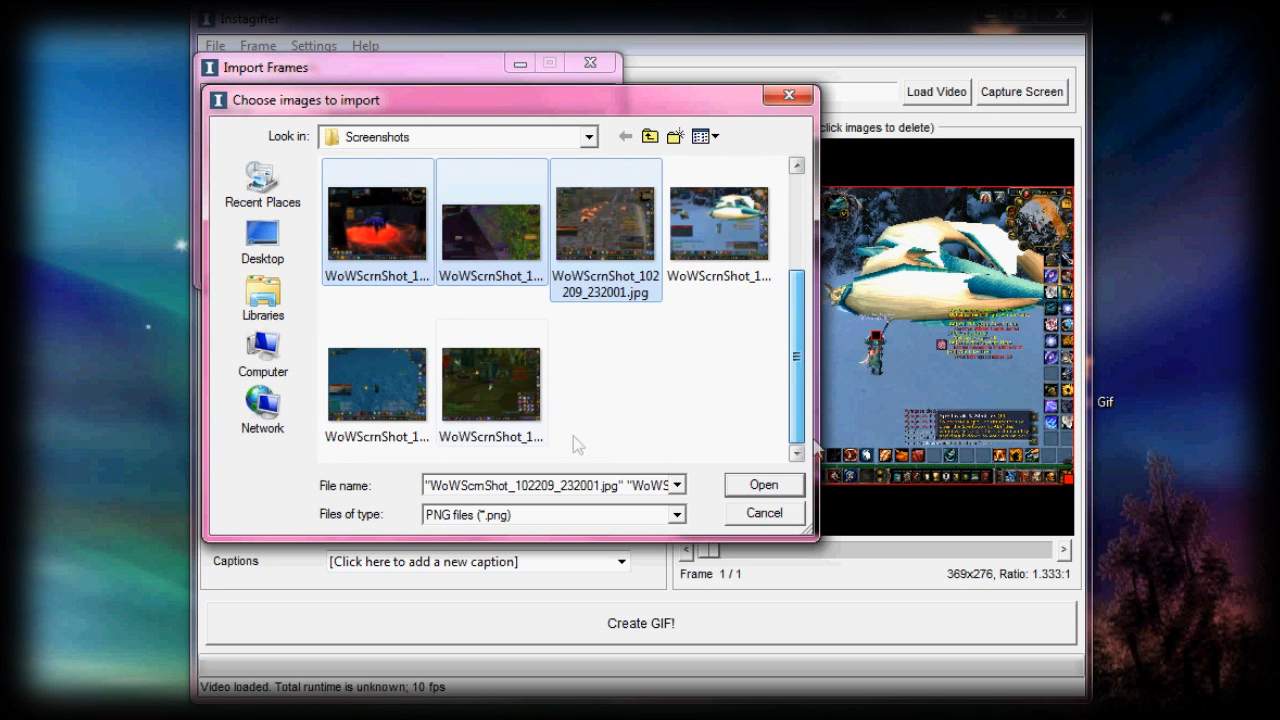 Instagiffer
File Frame Settings Help
Import Frames
Load Video Capture Screen
Choose images to import
click images to delete)
Look in: Screenshots
Recent Places
Desktop
Libraries
Computer
Network
WoWScrnShot_1... WoWScrnShot_1... WoWScrnShot_102 WoWScrnShot_1...
209_232001.jpg
WoWScrnShot_1... WoWScrnShot_1...
Gif
File name: "WoWScrnShot_102209_232001.jpg" "WoWS
Open
Files of type: PNG files (*.png)
Cancel
Captions [Click here to add a new caption]
< >
Frame 1 / 1 369x276, Ratio: 1.333:1
Create GIF!
Video loaded. Total runtime is unknown; 10 fps